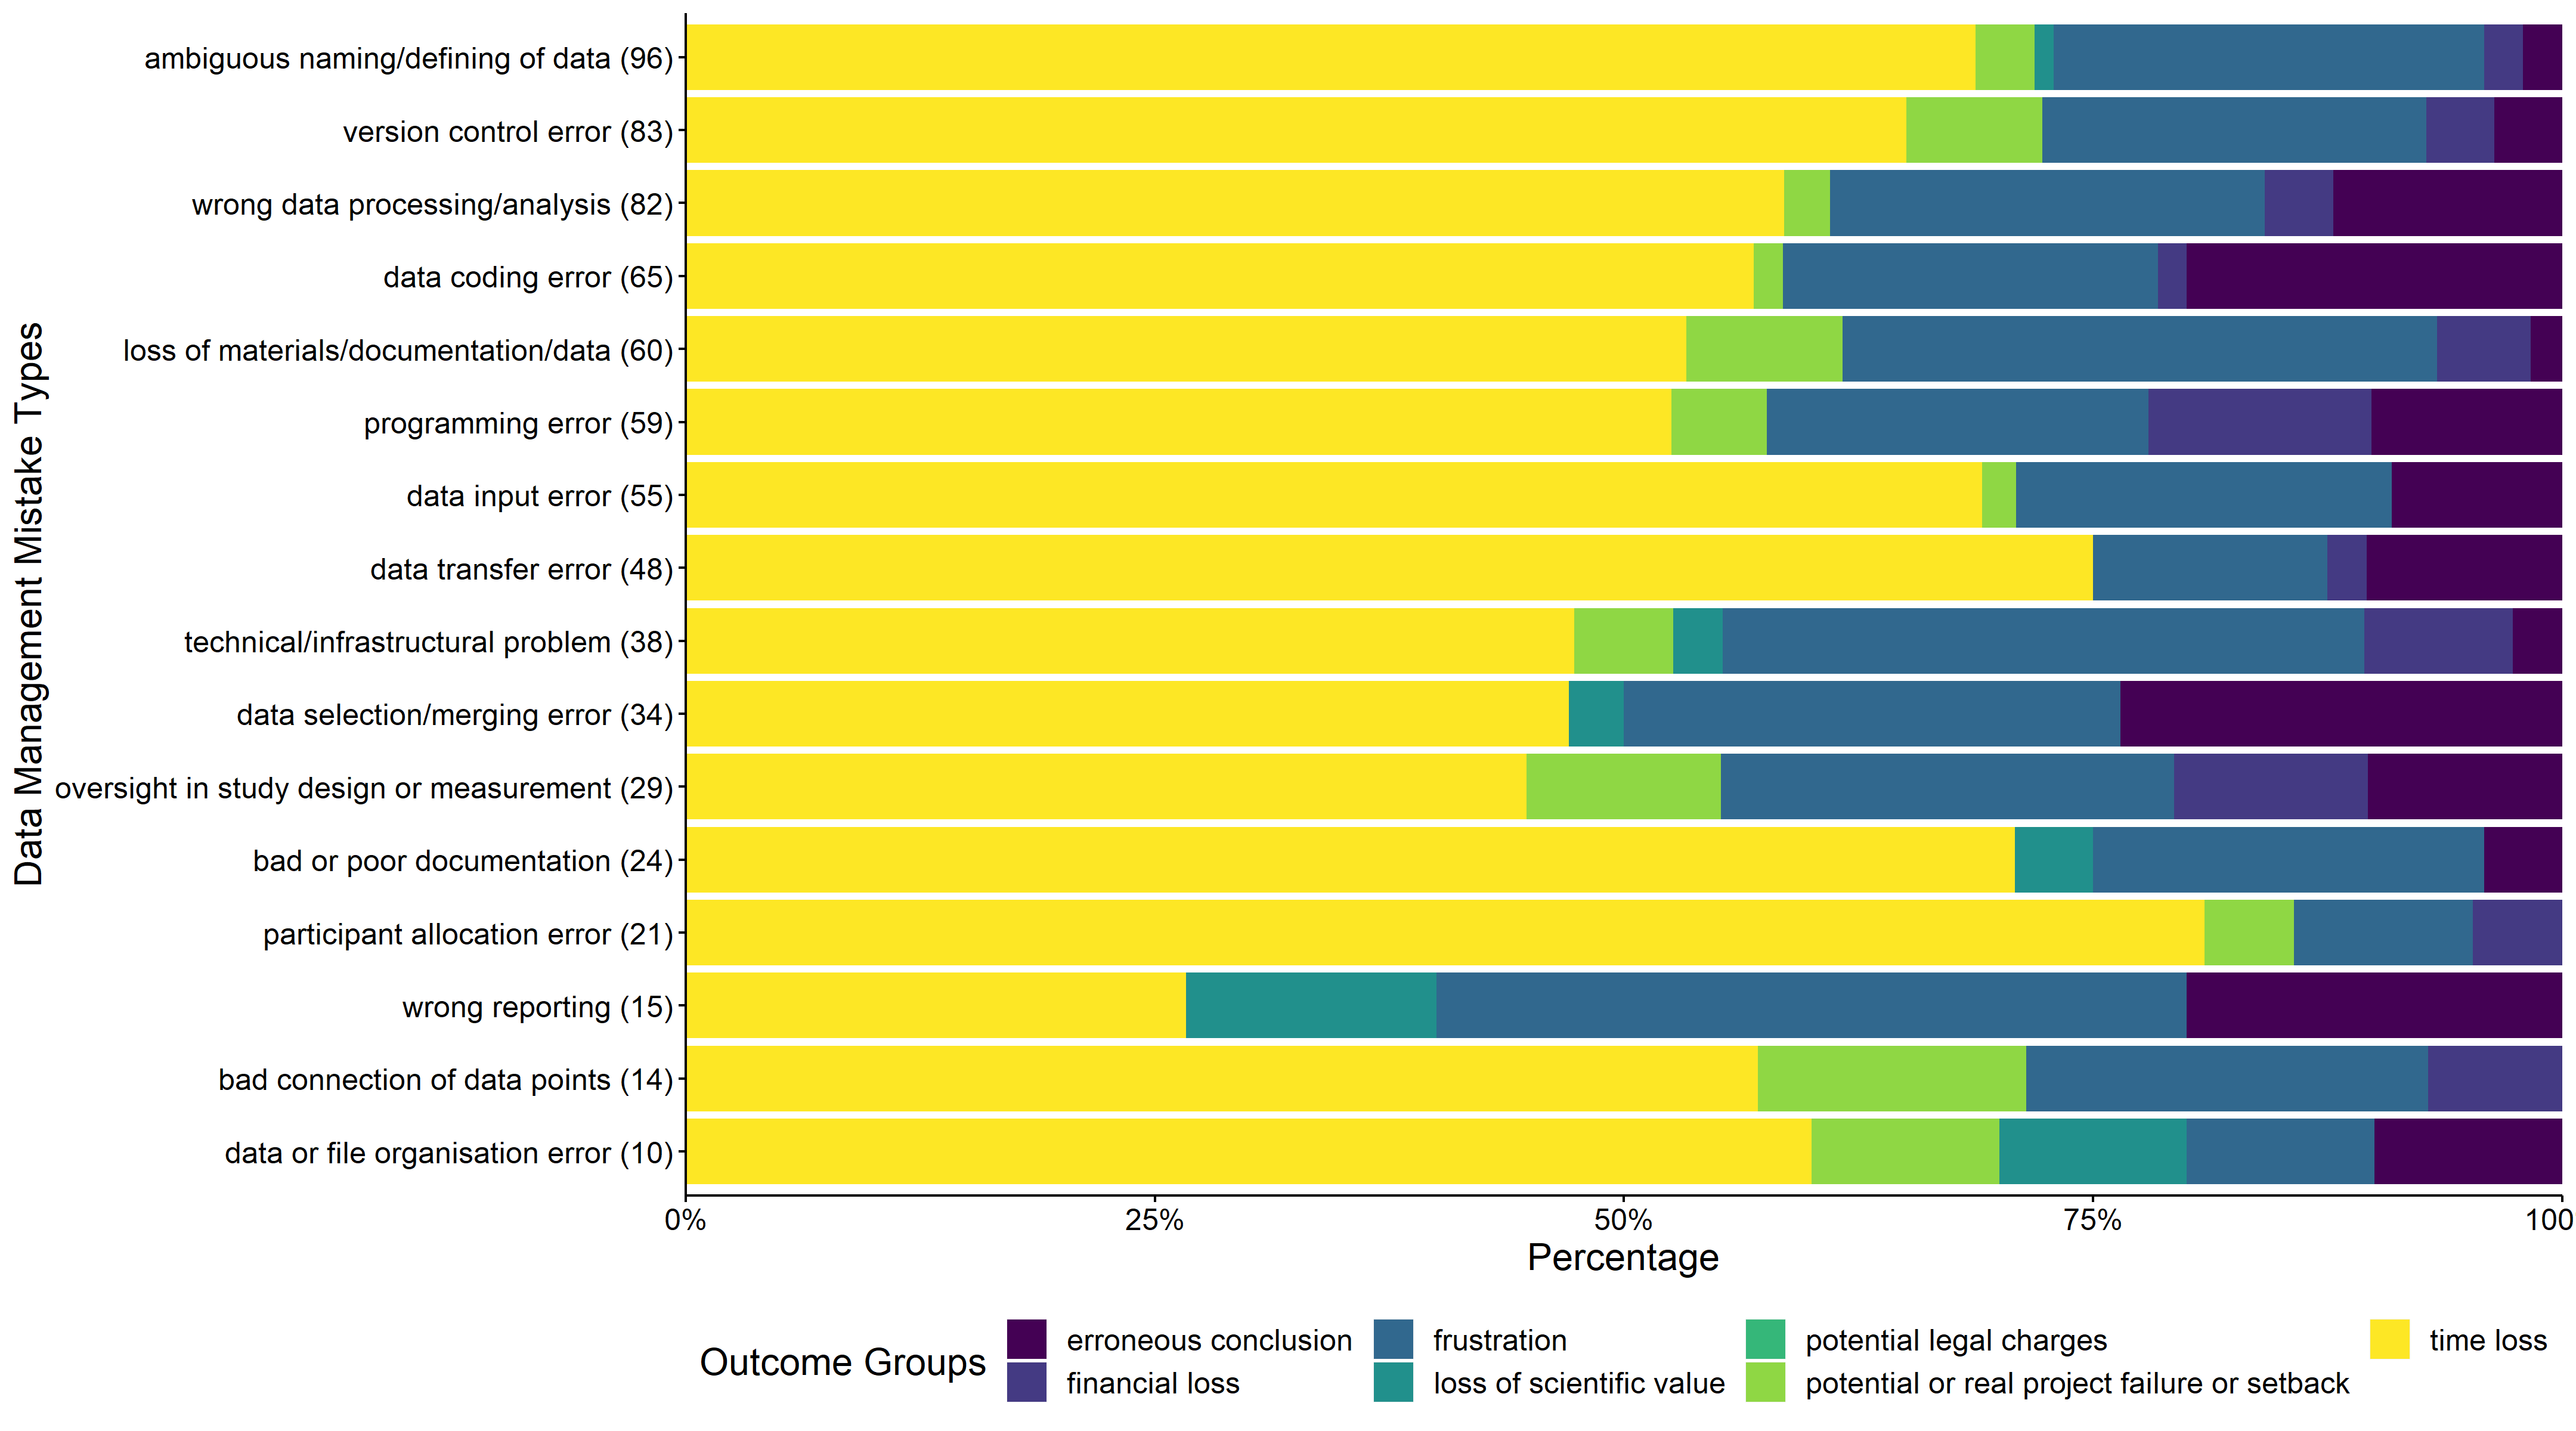 Data Management Mistake Types
ambiguous naming/defining of data (96)
version control error (83)
wrong data processing/analysis (82)
data coding error (65)
loss of materials/documentation/data (60)
programming error (59)
data input error (55)
data transfer error (48)
technical/infrastructural problem (38)
data selection/merging error (34)
oversight in study design or measurement (29)
bad or poor documentation (24)
participant allocation error (21)
wrong reporting (15)
bad connection of data points (14)
data or file organisation error (10)
0% 25% 50% 75% 100
Percentage
Outcome Groups
erroneous conclusion
financial loss
frustration
loss of scientific value
potential legal charges
potential or real project failure or setback
time loss